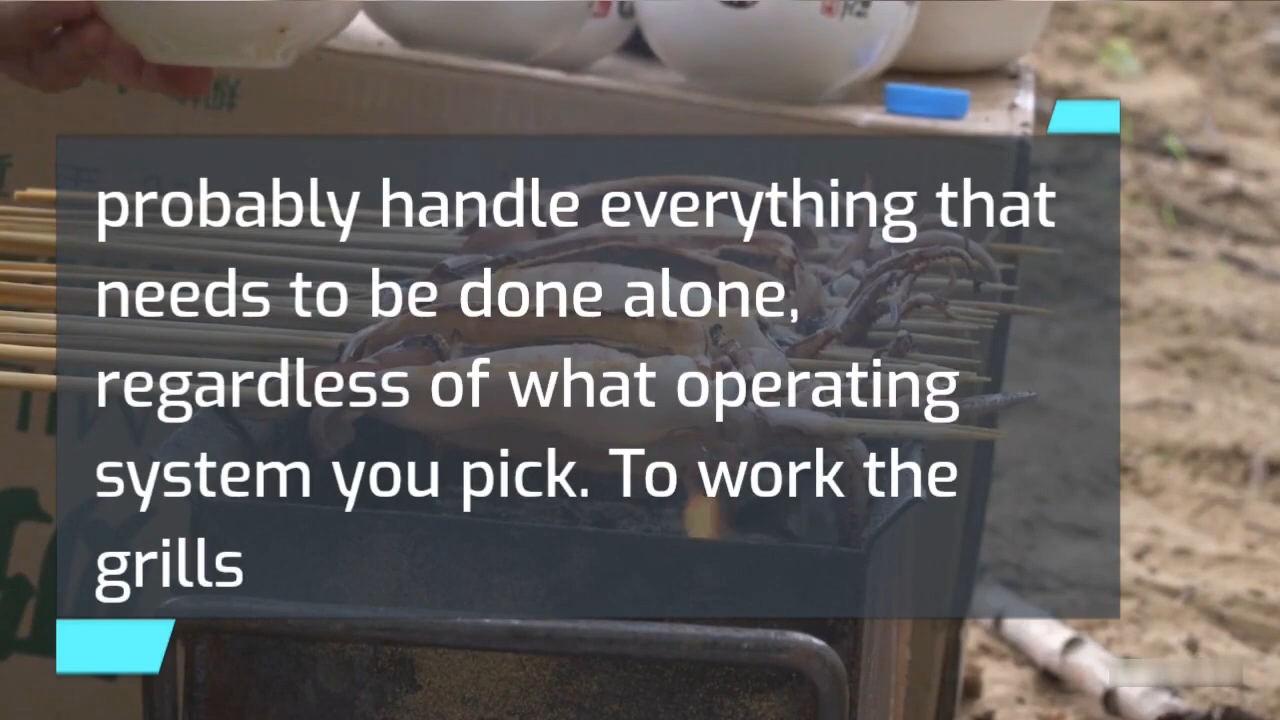 probably handle everything that
needs to be done alone,
regardless of what operating
system you pick. To work the
grills